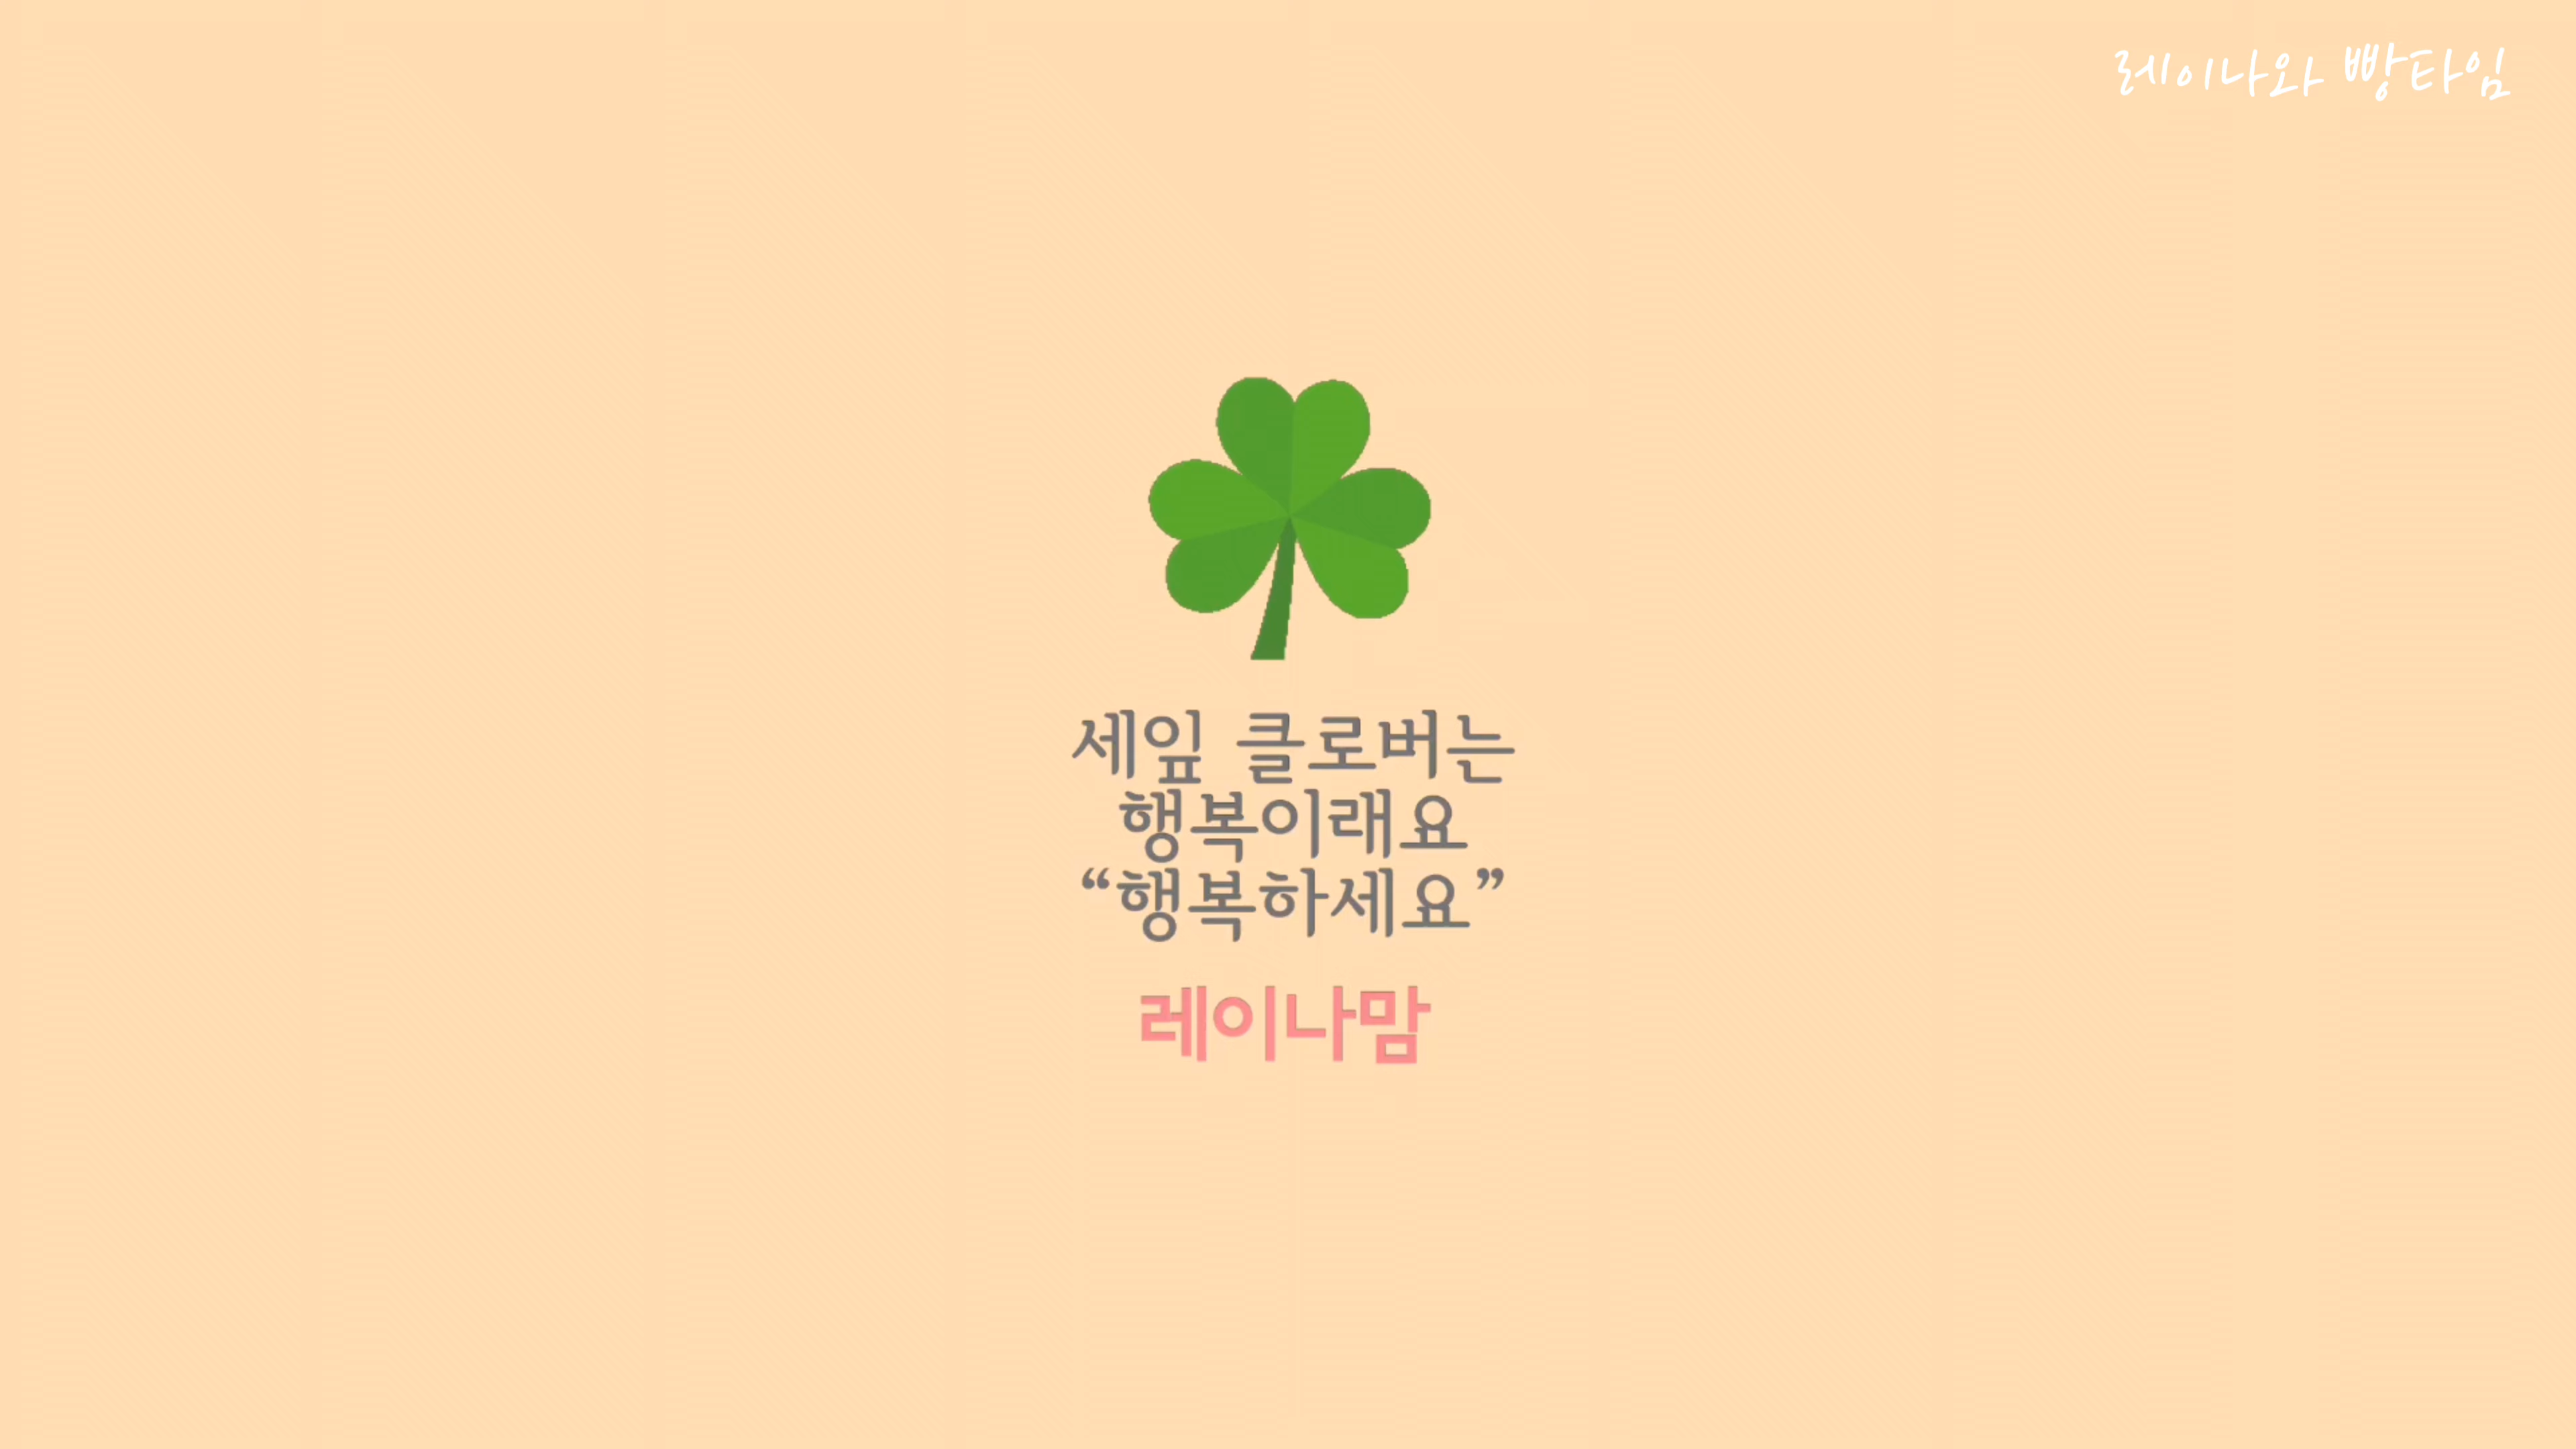 레이나와 빵타임
세잎 클로버는
행복이래요
“행복하세요”
레이나맘